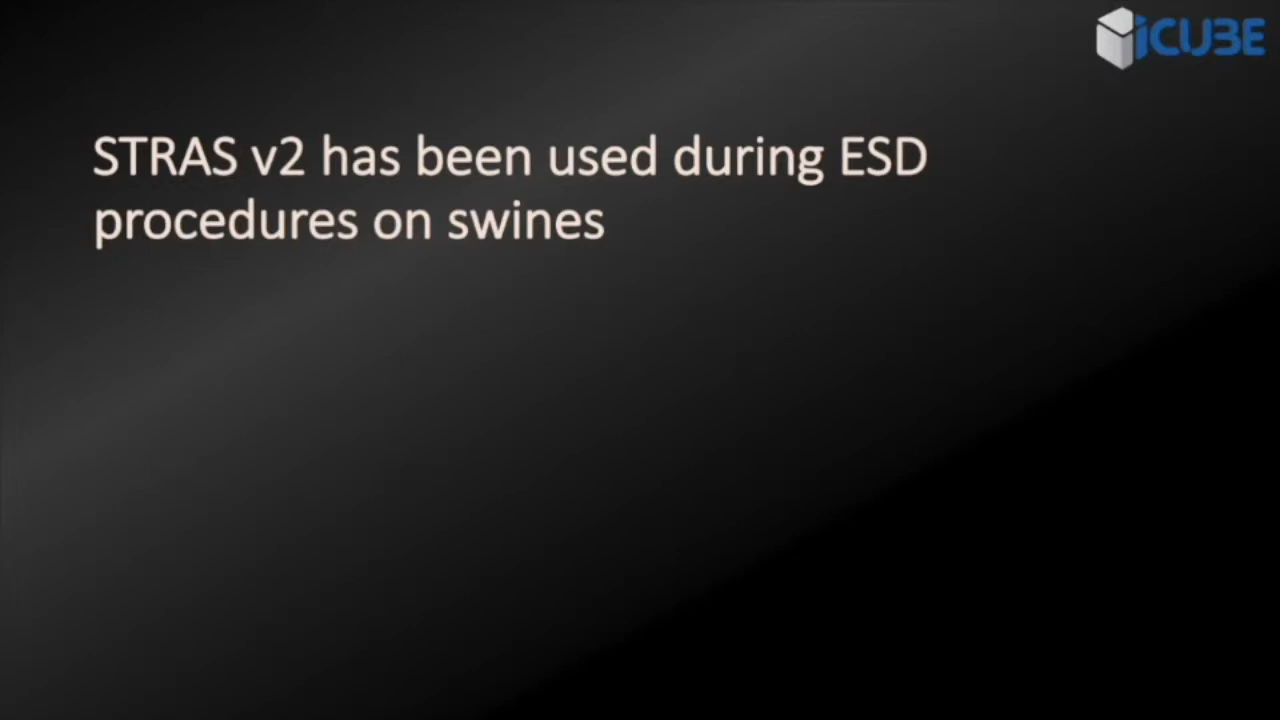 iCUBE
STRAS v2 has been used during ESD
procedures on swines